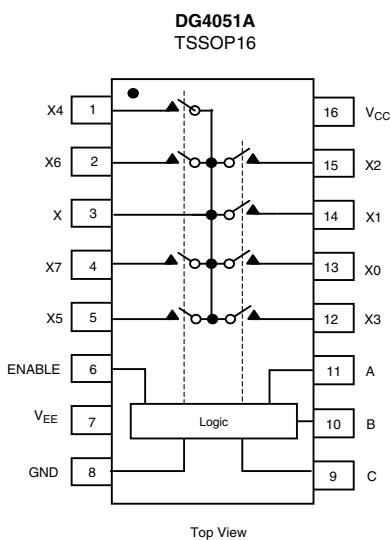 DG4051A
TSSOP16
X4 1 16 VCC
X6 2 15 X2
X 3 14 X1
X7 4 13 X0
X5 5 12 X3
ENABLE 6 11 A
VEE 7 Logic 10 B
GND 8 9 C
Top View